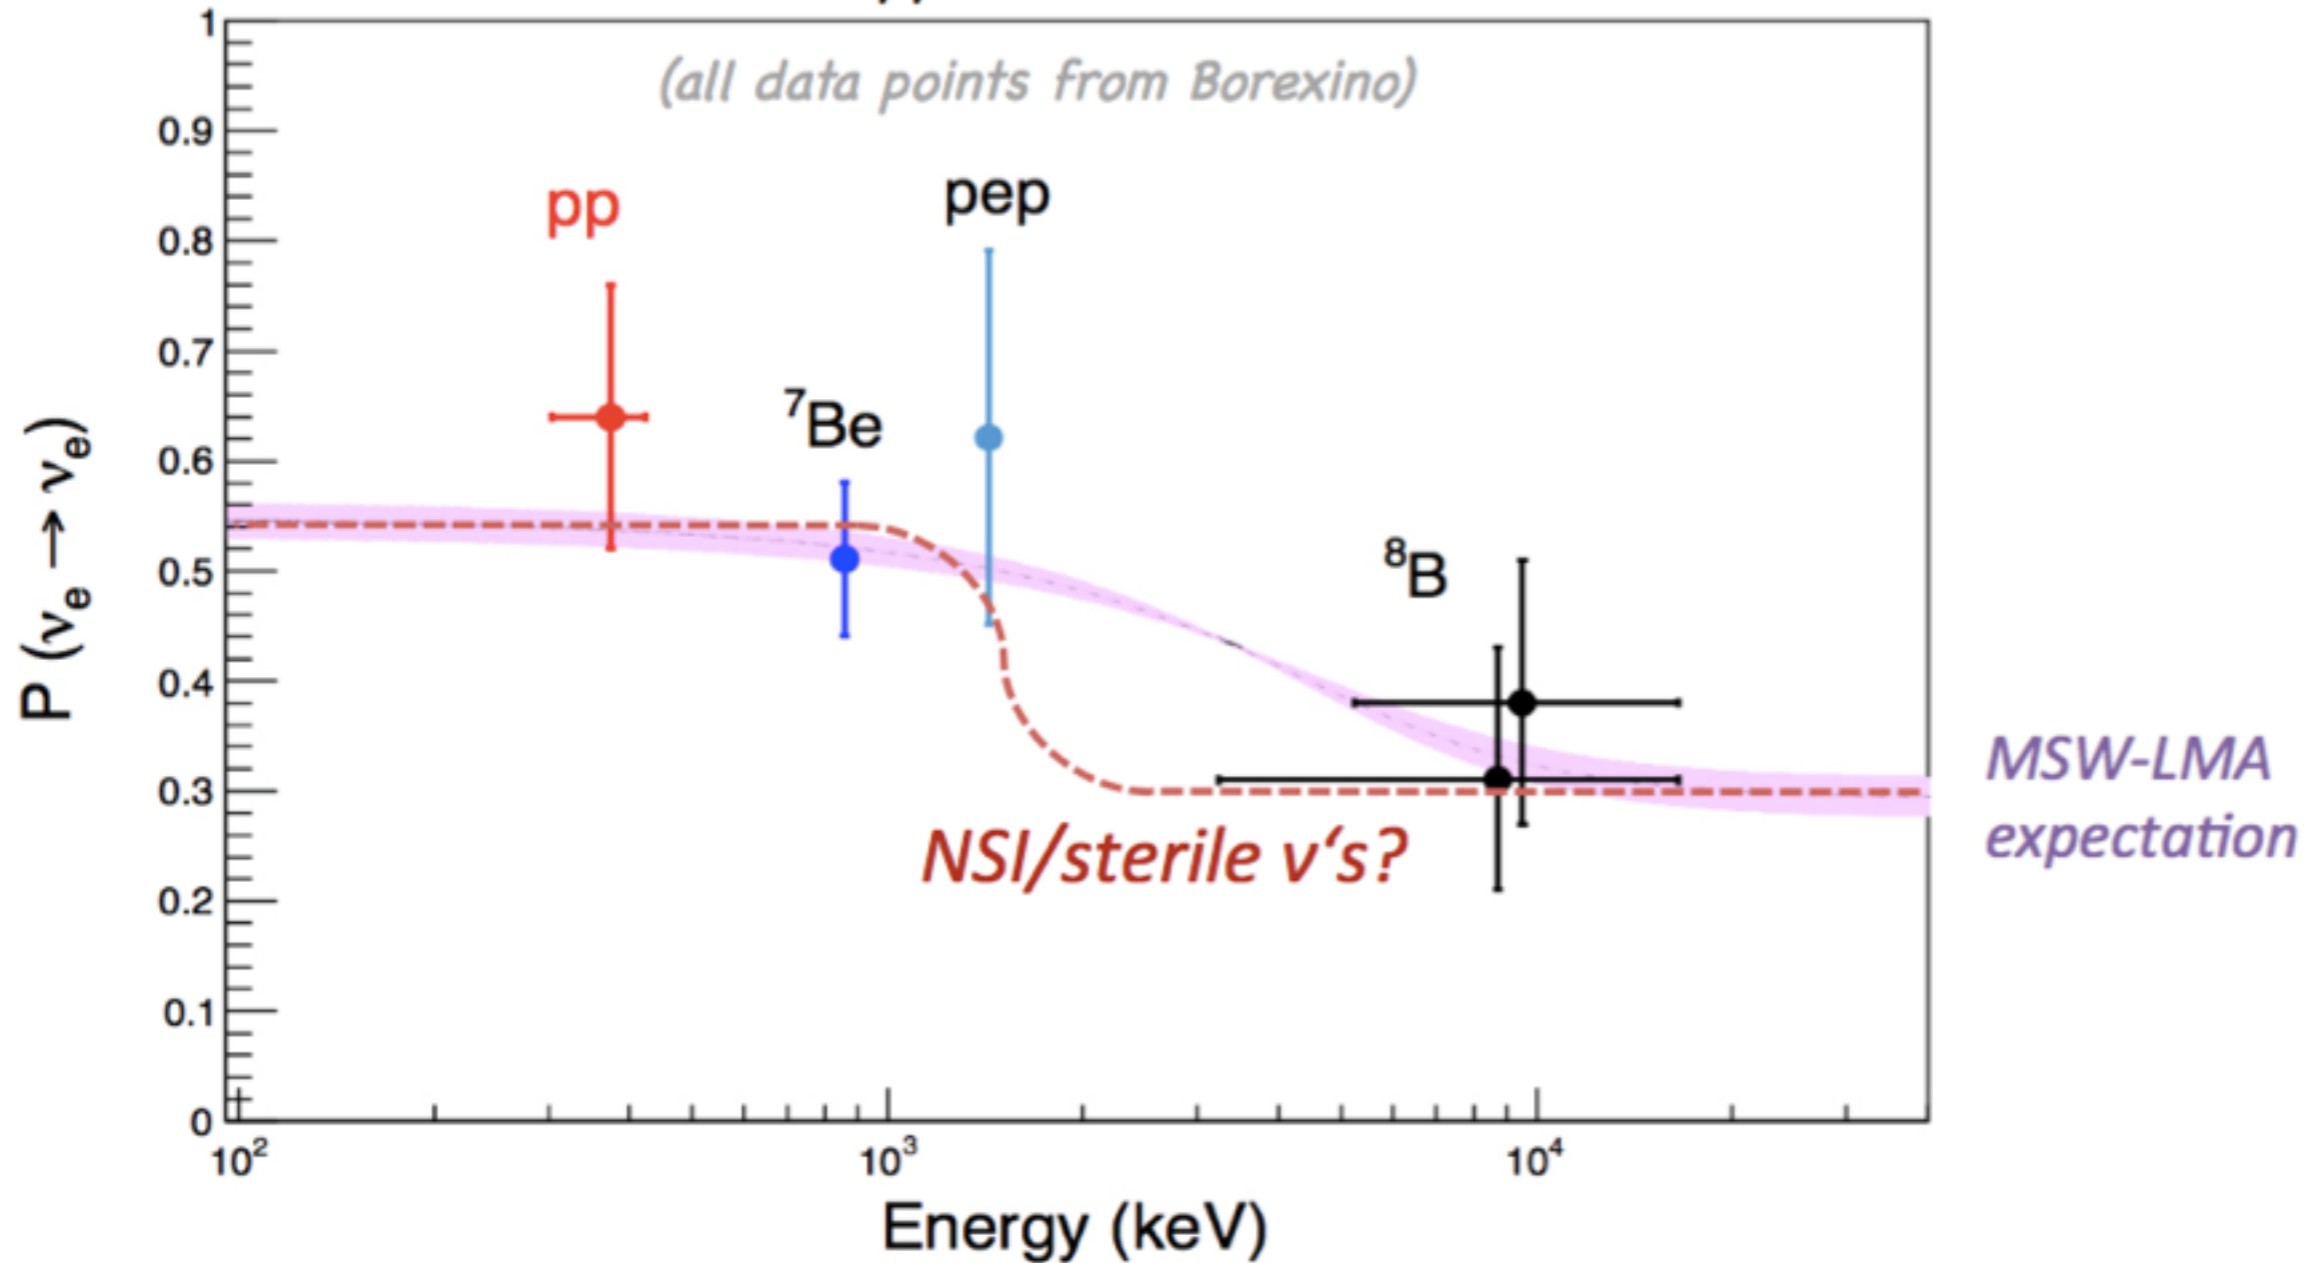 (all data points from Borexino)
1
0.9
0.8
0.7
0.6
0.5
0.4
0.3
0.2
0.1
0
P (νe → νe)
pp
pep
⁷Be
⁸B
NSI/sterile ν‘s?
MSW-LMA
expectation
10² 10³ 10⁴
Energy (keV)